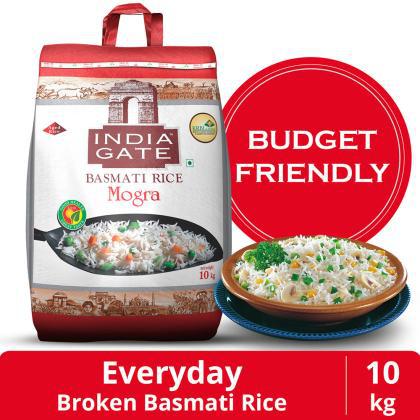 INDIA
GATE
BASMATI RICE
Mogra
10 kg
BUDGET
FRIENDLY
Everyday
Broken Basmati Rice
10
kg